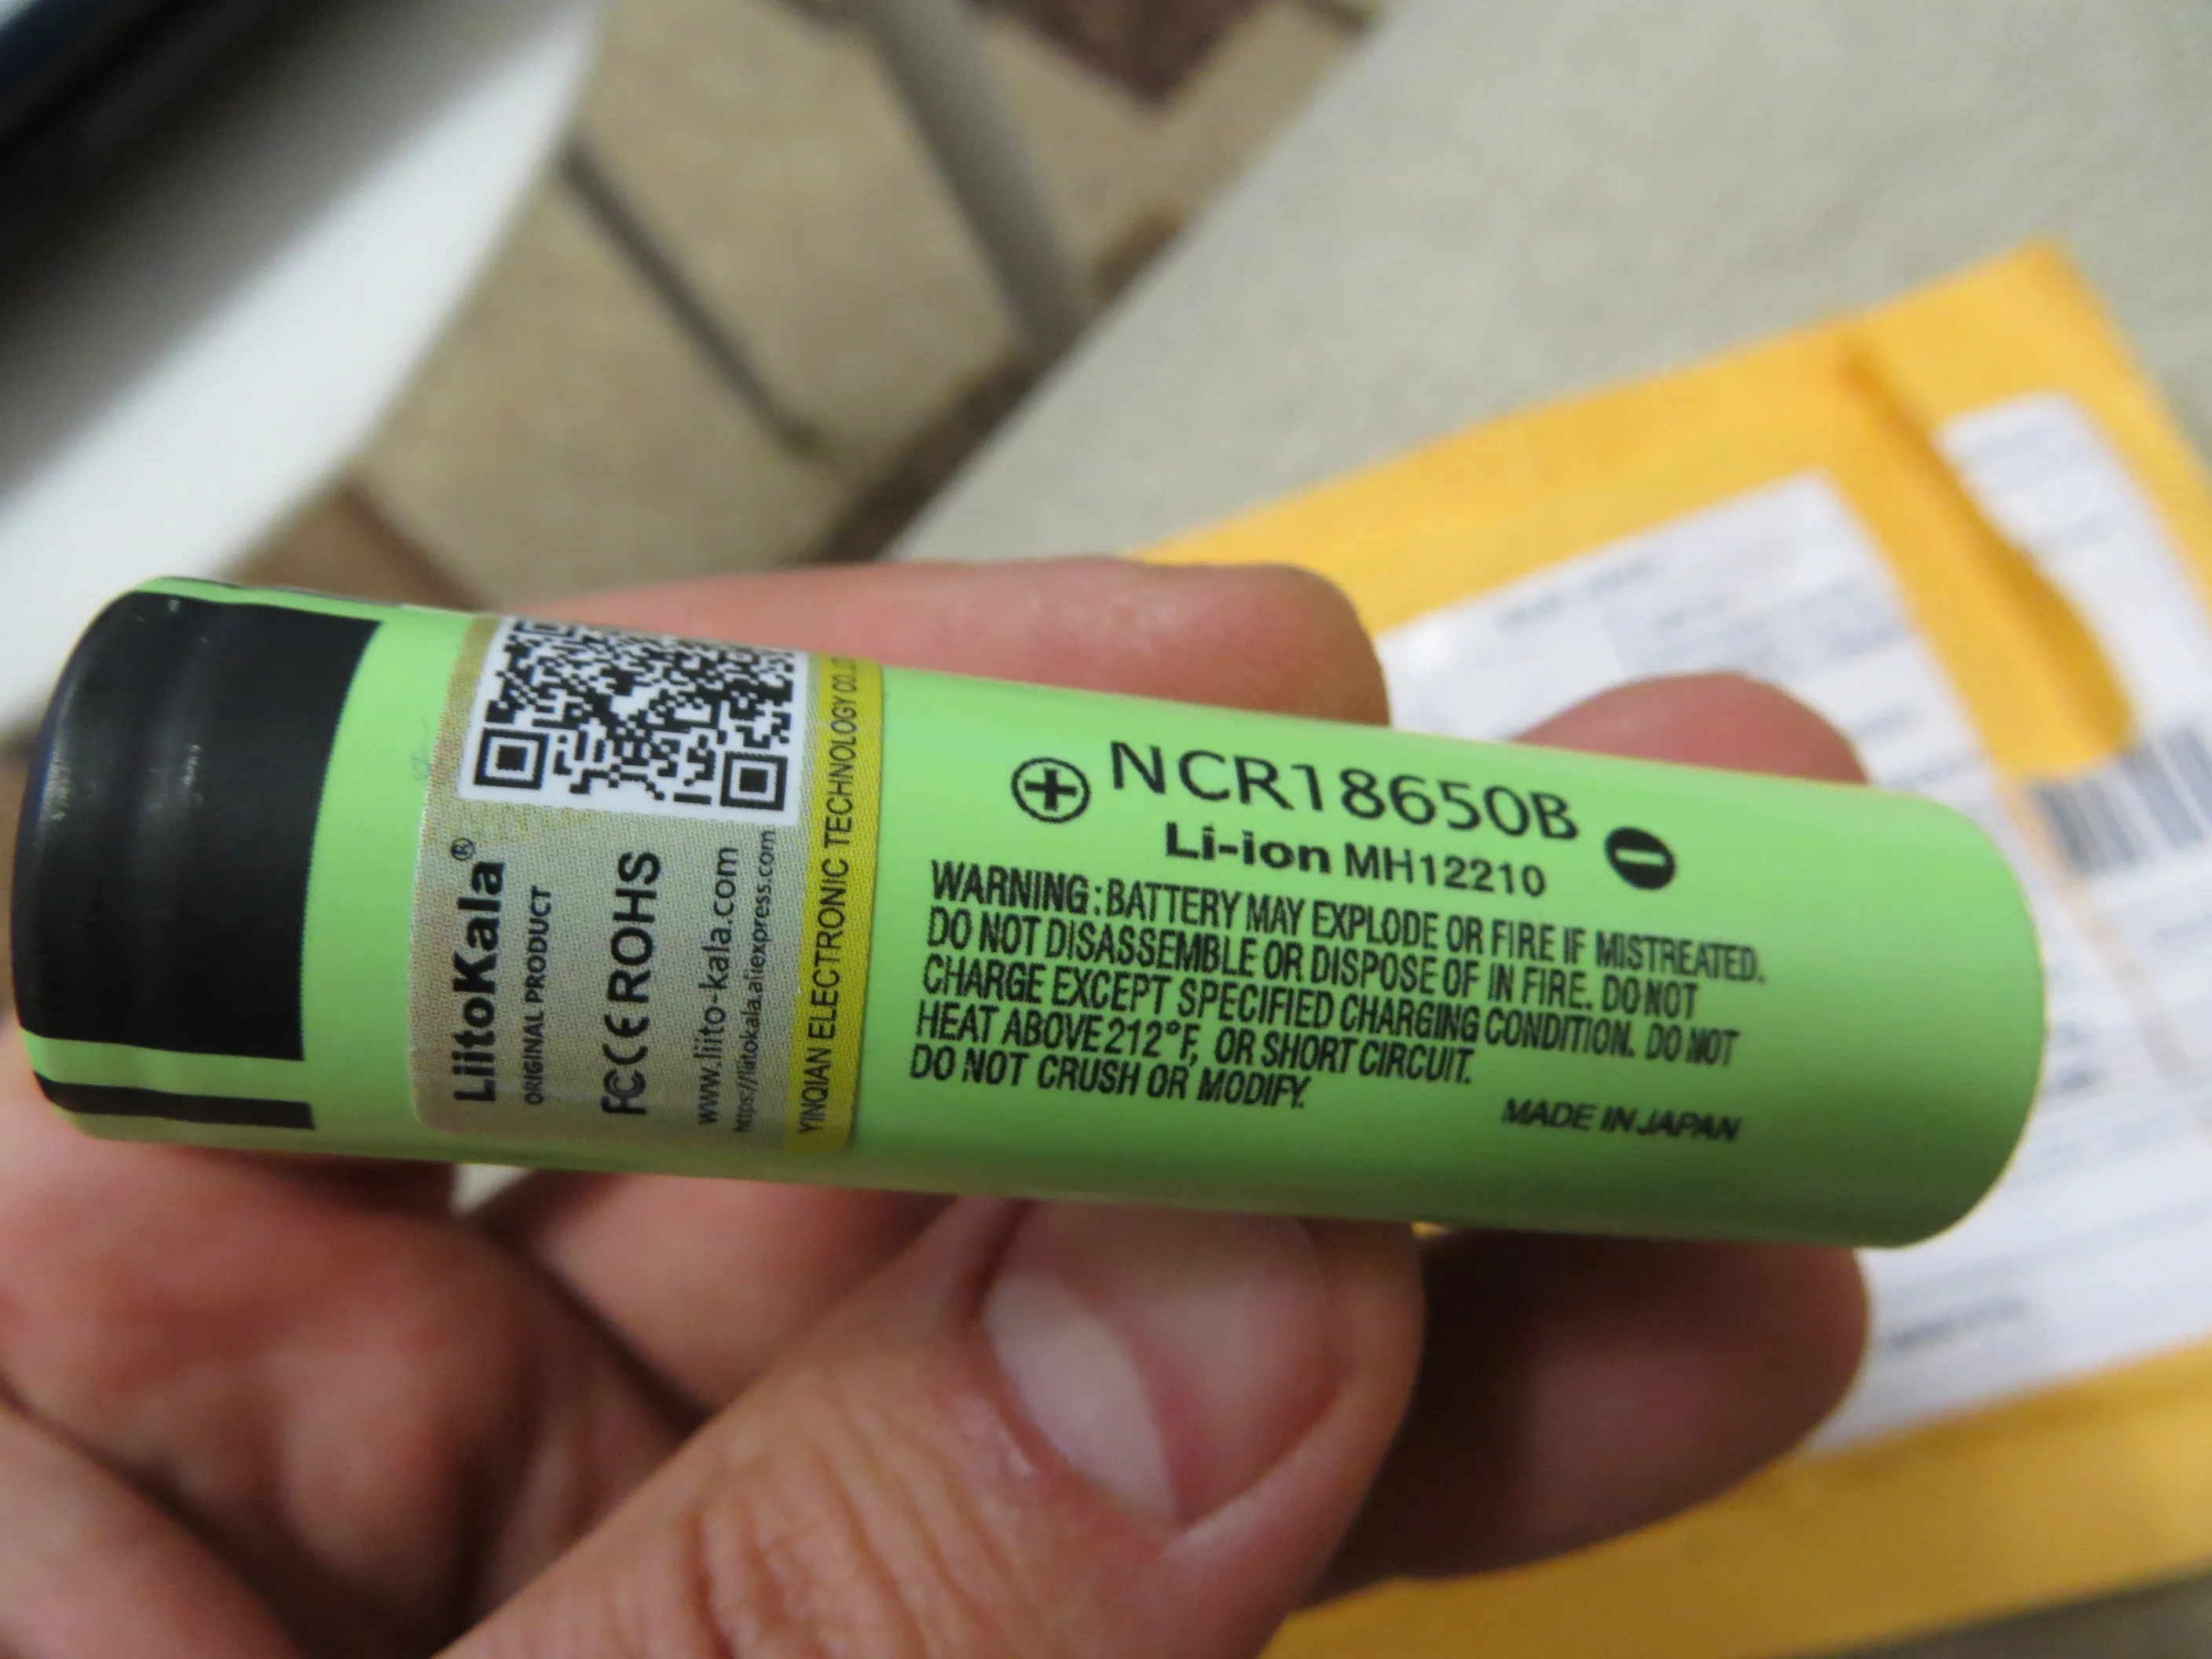 LiitoKala®
ORIGINAL PRODUCT
FC CE ROHS
www.liito-kala.com
https://liitokala.aliexpress.com
YINQIAN ELECTRONIC TECHNOLOGY CO.,
NCR18650B
Li-ion MH12210
WARNING: BATTERY MAY EXPLODE OR FIRE IF MISTREATED.
DO NOT DISASSEMBLE OR DISPOSE OF IN FIRE. DO NOT
CHARGE EXCEPT SPECIFIED CHARGING CONDITION. DO NOT
HEAT ABOVE 212°F, OR SHORT CIRCUIT.
DO NOT CRUSH OR MODIFY.
MADE IN JAPAN